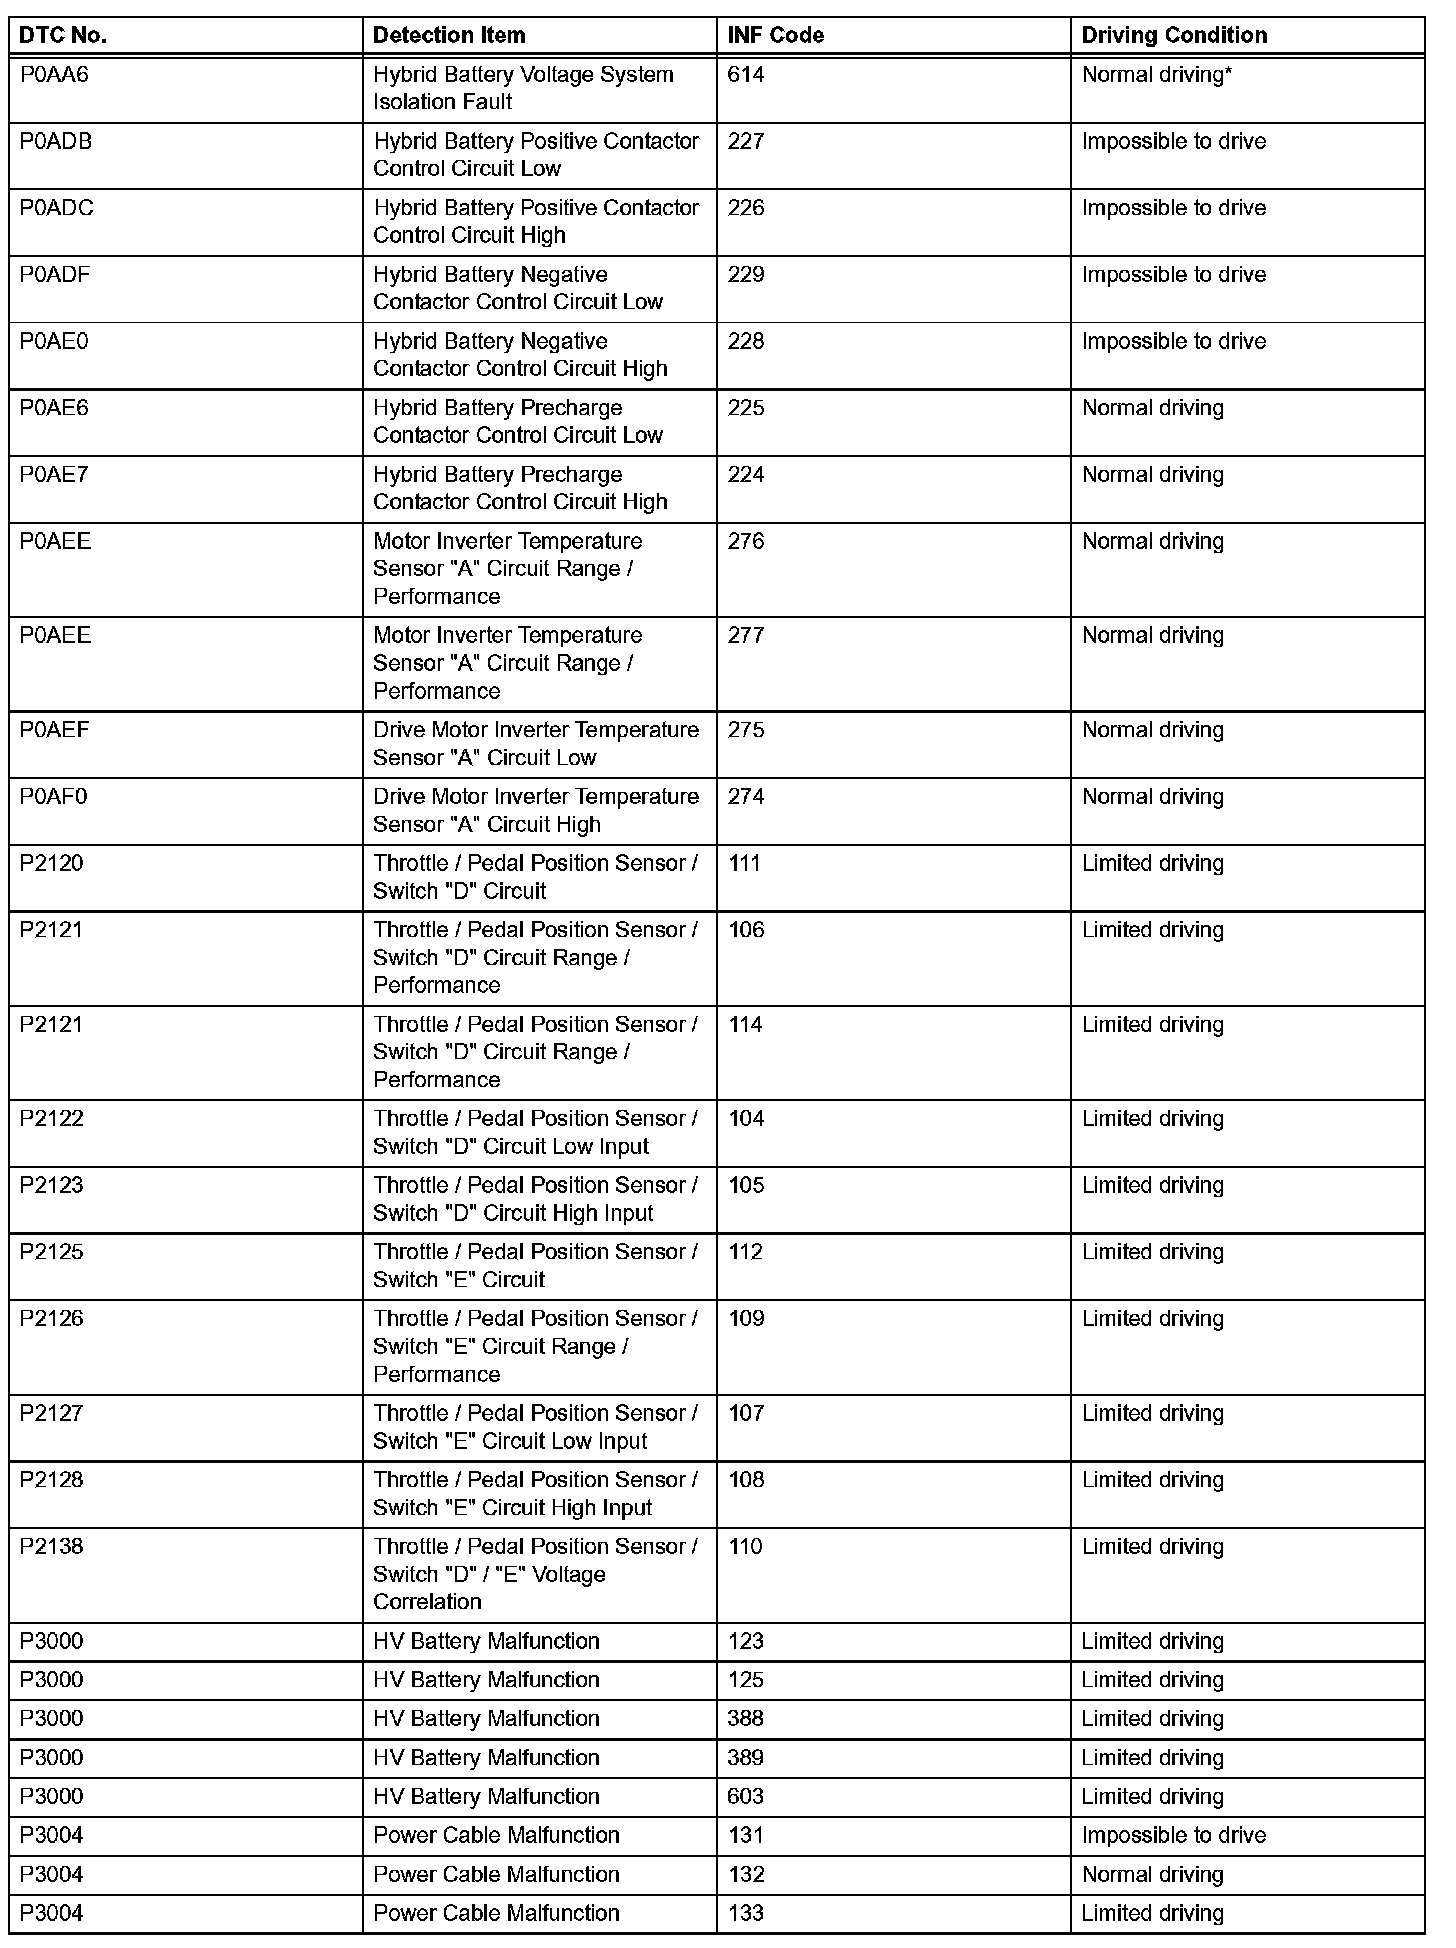 DTC No. Detection Item INF Code Driving Condition
P0AA6 Hybrid Battery Voltage System 614 Normal driving*
Isolation Fault
P0ADB Hybrid Battery Positive Contactor 227 Impossible to drive
Control Circuit Low
P0ADC Hybrid Battery Positive Contactor 226 Impossible to drive
Control Circuit High
P0ADF Hybrid Battery Negative 229 Impossible to drive
Contactor Control Circuit Low
P0AE0 Hybrid Battery Negative 228 Impossible to drive
Contactor Control Circuit High
P0AE6 Hybrid Battery Precharge 225 Normal driving
Contactor Control Circuit Low
P0AE7 Hybrid Battery Precharge 224 Normal driving
Contactor Control Circuit High
P0AEE Motor Inverter Temperature 276 Normal driving
Sensor "A" Circuit Range /
Performance
P0AEE Motor Inverter Temperature 277 Normal driving
Sensor "A" Circuit Range /
Performance
P0AEF Drive Motor Inverter Temperature 275 Normal driving
Sensor "A" Circuit Low
P0AF0 Drive Motor Inverter Temperature 274 Normal driving
Sensor "A" Circuit High
P2120 Throttle / Pedal Position Sensor / 111 Limited driving
Switch "D" Circuit
P2121 Throttle / Pedal Position Sensor / 106 Limited driving
Switch "D" Circuit Range /
Performance
P2121 Throttle / Pedal Position Sensor / 114 Limited driving
Switch "D" Circuit Range /
Performance
P2122 Throttle / Pedal Position Sensor / 104 Limited driving
Switch "D" Circuit Low Input
P2123 Throttle / Pedal Position Sensor / 105 Limited driving
Switch "D" Circuit High Input
P2125 Throttle / Pedal Position Sensor / 112 Limited driving
Switch "E" Circuit
P2126 Throttle / Pedal Position Sensor / 109 Limited driving
Switch "E" Circuit Range /
Performance
P2127 Throttle / Pedal Position Sensor / 107 Limited driving
Switch "E" Circuit Low Input
P2128 Throttle / Pedal Position Sensor / 108 Limited driving
Switch "E" Circuit High Input
P2138 Throttle / Pedal Position Sensor / 110 Limited driving
Switch "D" / "E" Voltage
Correlation
P3000 HV Battery Malfunction 123 Limited driving
P3000 HV Battery Malfunction 125 Limited driving
P3000 HV Battery Malfunction 388 Limited driving
P3000 HV Battery Malfunction 389 Limited driving
P3000 HV Battery Malfunction 603 Limited driving
P3004 Power Cable Malfunction 131 Impossible to drive
P3004 Power Cable Malfunction 132 Normal driving
P3004 Power Cable Malfunction 133 Limited driving